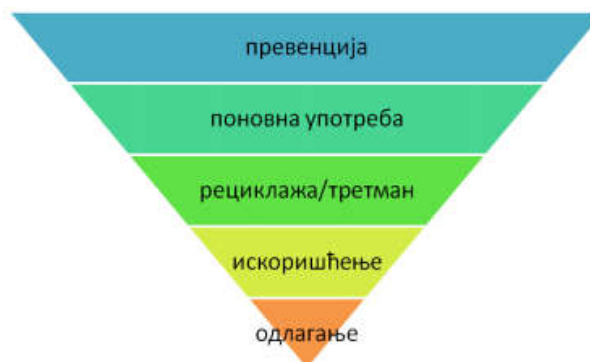 превенција
поновна употреба
рециклажа/третман
искоришћење
одлагање